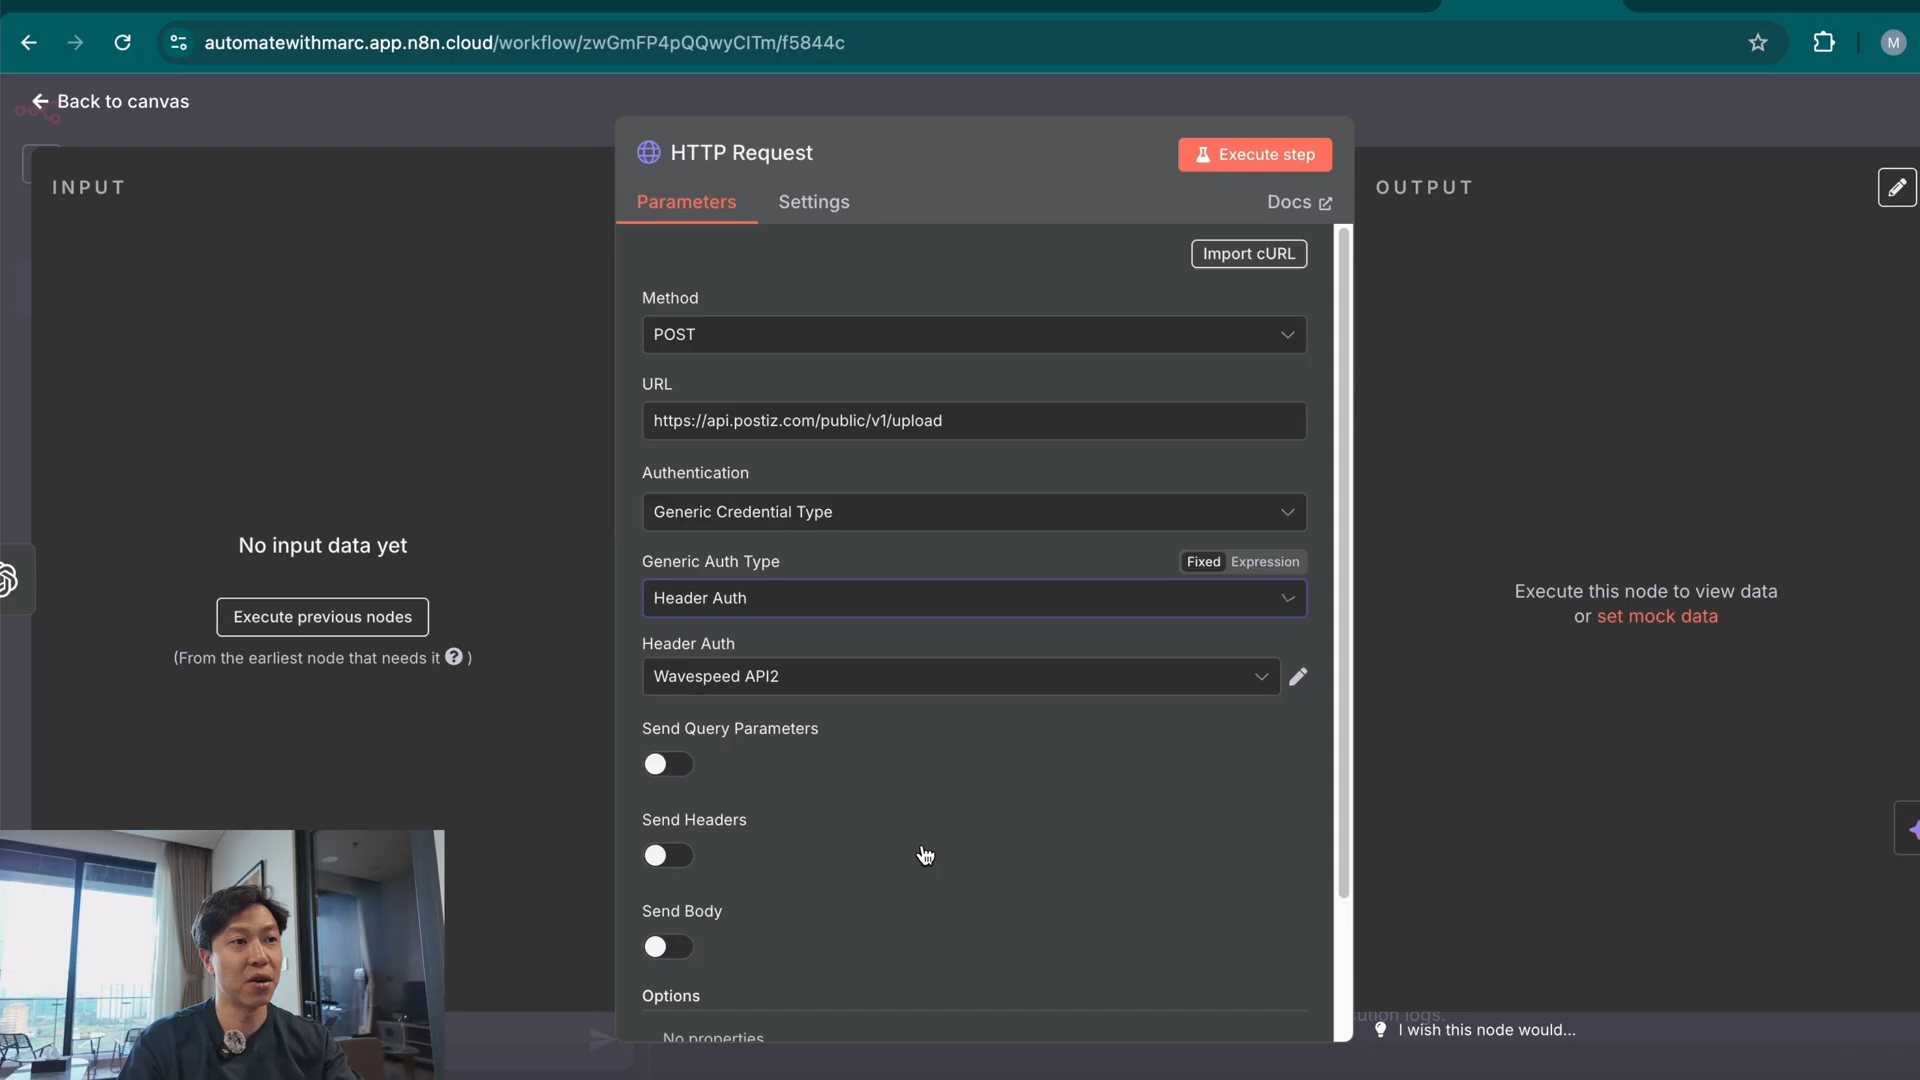 automatewithmarc.app.n8n.cloud/workflow/zwGmFP4pQQwyCITm/f5844c
M
Back to canvas
INPUT
No input data yet
Execute previous nodes
(From the earliest node that needs it ? )
HTTP Request
Execute step
Parameters
Settings
Docs
Import cURL
Method
POST
URL
https://api.postiz.com/public/v1/upload
Authentication
Generic Credential Type
Generic Auth Type
Fixed
Expression
Header Auth
Header Auth
Wavespeed API2
Send Query Parameters
Send Headers
Send Body
Options
No properties
OUTPUT
Execute this node to view data
or set mock data
ution logs.
I wish this node would...